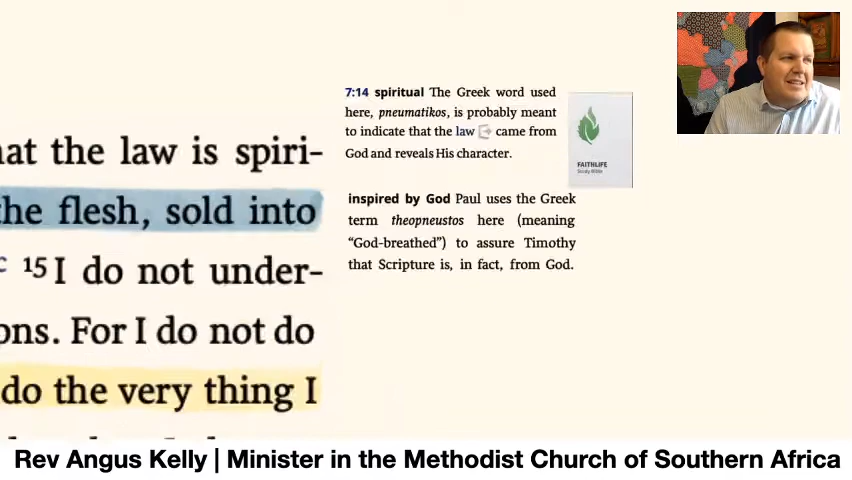 hat the law is spiri-
the flesh, sold into
c 15 I do not under-
ons. For I do not do
do the very thing I
7:14 spiritual The Greek word used
here, pneumatikos, is probably meant
to indicate that the law came from
God and reveals His character.
FAITHLIFE
Study Bible
inspired by God Paul uses the Greek
term theopneustos here (meaning
“God-breathed”) to assure Timothy
that Scripture is, in fact, from God.
Rev Angus Kelly | Minister in the Methodist Church of Southern Africa